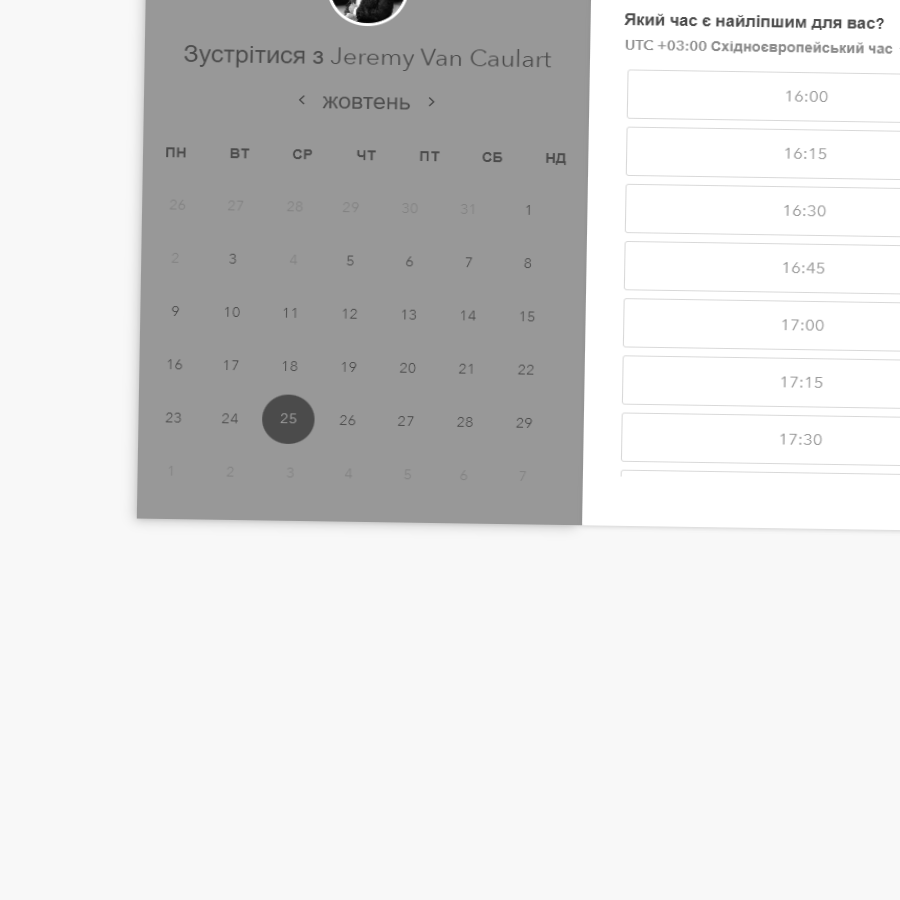 Зустрітися з Jeremy Van Caulart
< жовтень >
ПН ВТ СР ЧТ ПТ СБ НД
26 27 28 29 30 31 1
2 3 4 5 6 7 8
9 10 11 12 13 14 15
16 17 18 19 20 21 22
23 24 25 26 27 28 29
1 2 3 4 5 6 7
Який час є найліпшим для вас?
UTC +03:00 Східноєвропейський час
16:00
16:15
16:30
16:45
17:00
17:15
17:30